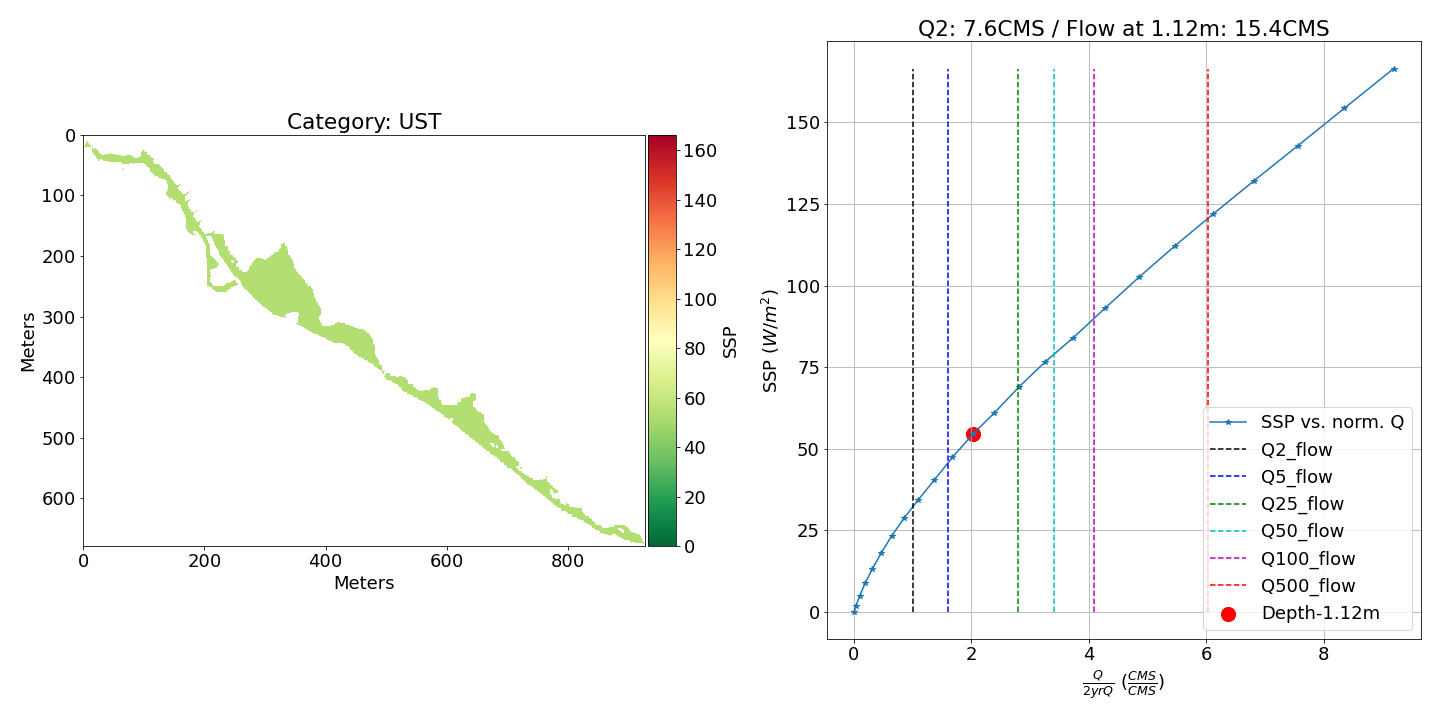 Category: UST
0
100
200
300
400
500
600
Meters
0
200
400
600
800
Meters
160
140
120
100
80
60
40
20
0
SSP
Q2: 7.6CMS / Flow at 1.12m: 15.4CMS
150
125
100
75
50
25
0
SSP (W/m²)
0
2
4
6
8
Q/2yrQ (CMS/CMS)
SSP vs. norm. Q
Q2_flow
Q5_flow
Q25_flow
Q50_flow
Q100_flow
Q500_flow
Depth-1.12m